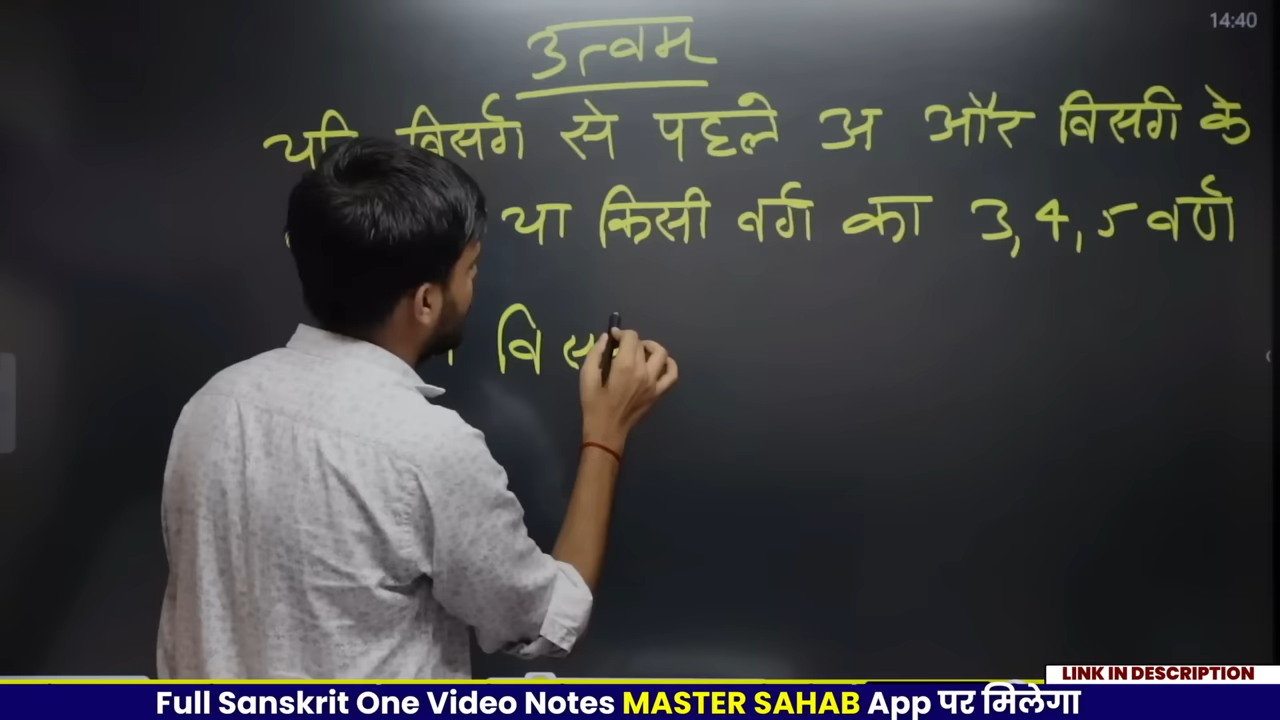 14:40
उत्वम
विसर्ग से पहले अ और विसर्ग के
या किसी वर्ग का 3,4,5 वर्ण
LINK IN DESCRIPTION
Full Sanskrit One Video Notes MASTER SAHAB App पर मिलेगा